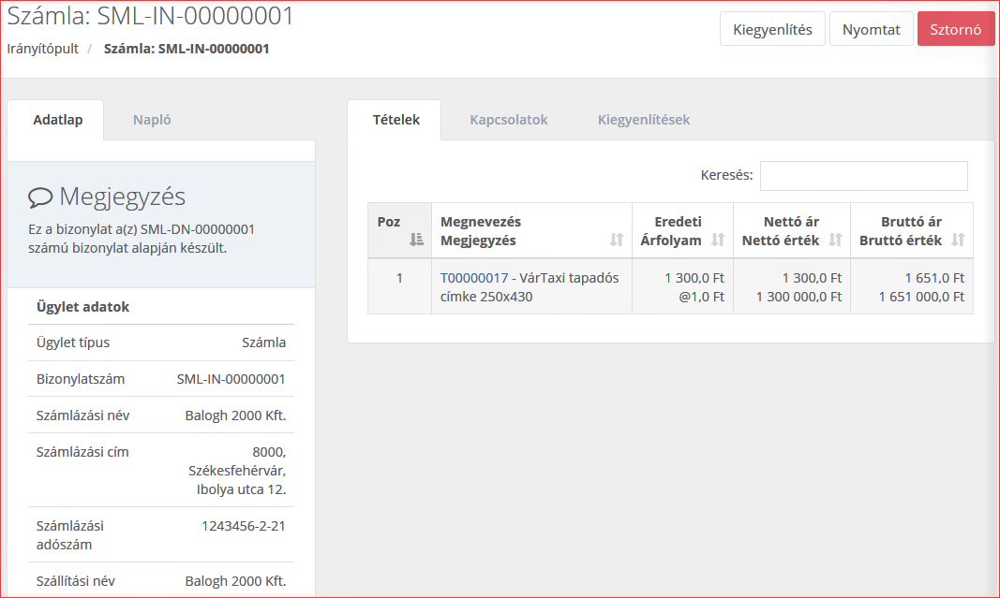 Számla: SML-IN-00000001
Irányítópult / Számla: SML-IN-00000001
Kiegyenlítés Nyomtat Sztornó
Adatlap Napló
Megjegyzés
Ez a bizonylat a(z) SML-DN-00000001
számú bizonylat alapján készült.
Ügylet adatok
Ügylet típus Számla
Bizonylatszám SML-IN-00000001
Számlázási név Balogh 2000 Kft.
Számlázási cím 8000,
Székesfehérvár,
Ibolya utca 12.
Számlázási 1243456-2-21
adószám
Szállítási név Balogh 2000 Kft.
Tételek Kapcsolatok Kiegyenlítések
Keresés:
Poz Megnevezés Eredeti Nettó ár Bruttó ár
Megjegyzés Árfolyam Nettó érték Bruttó érték
1 T00000017 - VárTaxi tapadós 1 300,0 Ft 1 300,0 Ft 1 651,0 Ft
címke 250x430 @1,0 Ft 1 300 000,0 Ft 1 651 000,0 Ft